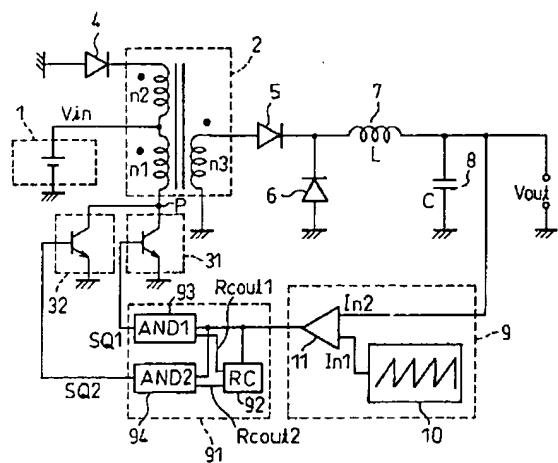 4
2
n2
Vin
1
n1
n3
5
7
L
6
8
C
Vout
P
32
31
93
Rcout1
SQ1
AND1
SQ2
AND2
RC
92
94
91
Rcout2
In2
11
In1
9
10